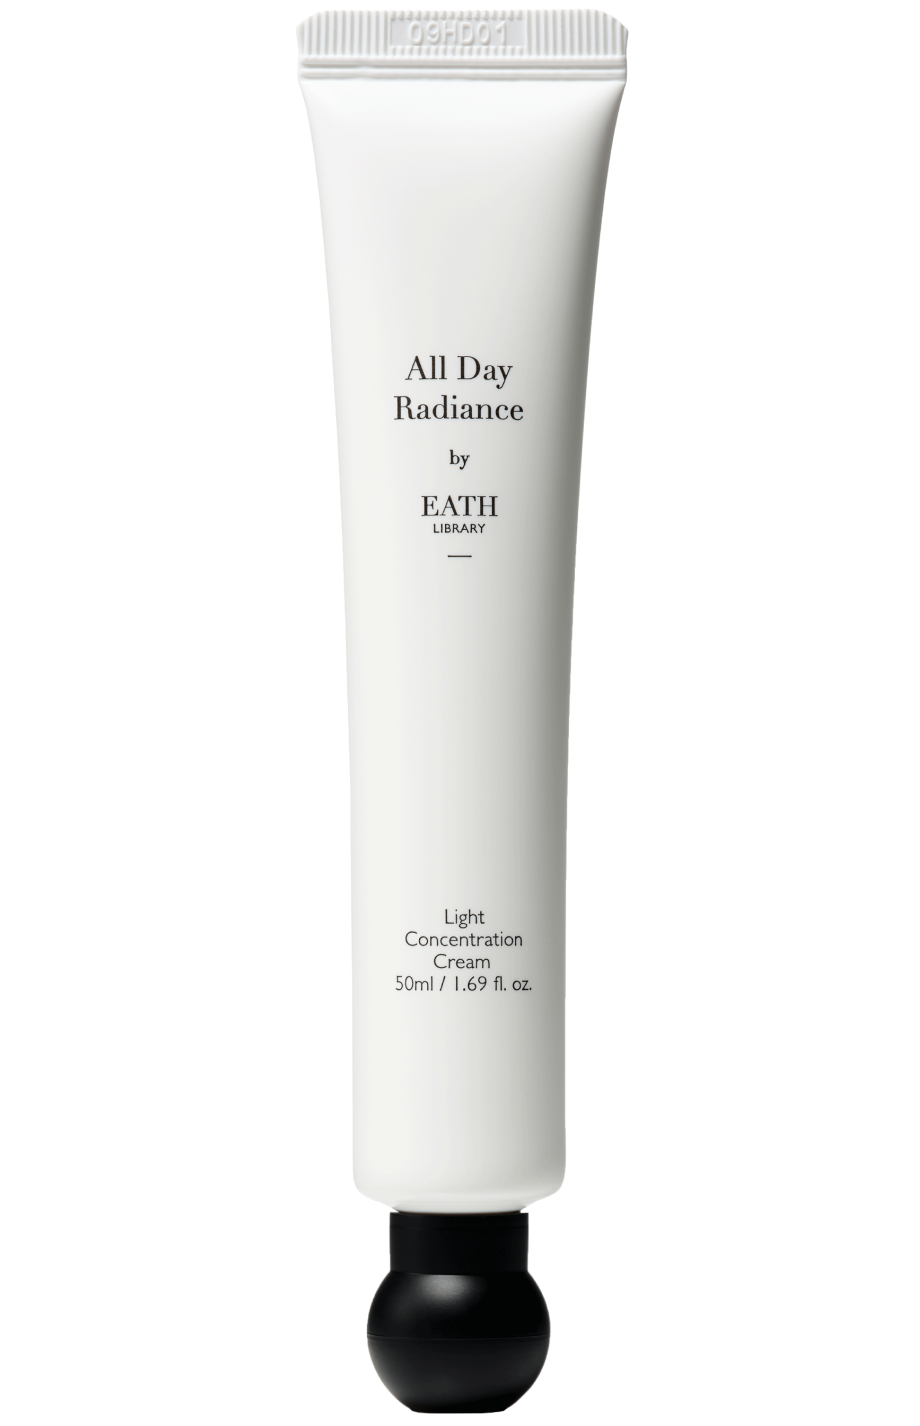 09HD01
All Day
Radiance
by
EATH
LIBRARY
Light
Concentration
Cream
50ml / 1.69 fl. oz.